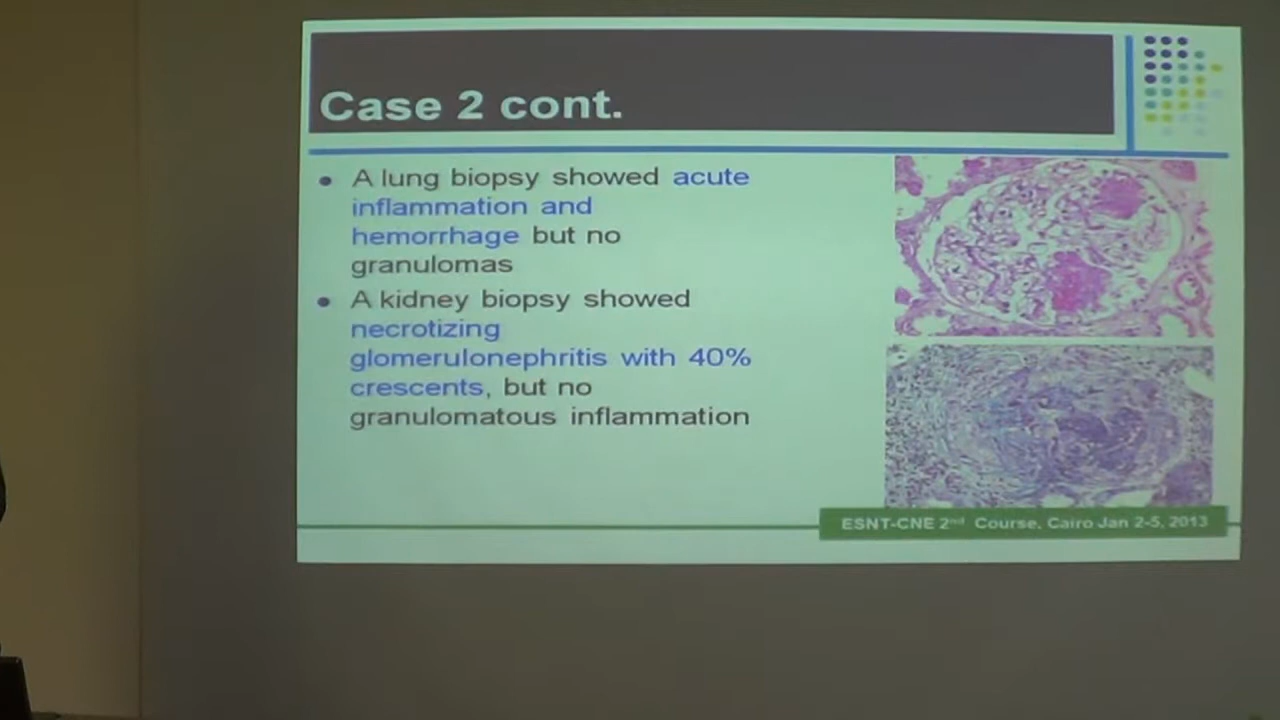 Case 2 cont.
A lung biopsy showed acute
inflammation and
hemorrhage but no
granulomas
A kidney biopsy showed
necrotizing
glomerulonephritis with 40%
crescents, but no
granulomatous inflammation
ESNT-CNE 2nd Course, Cairo Jan 2-5, 2013